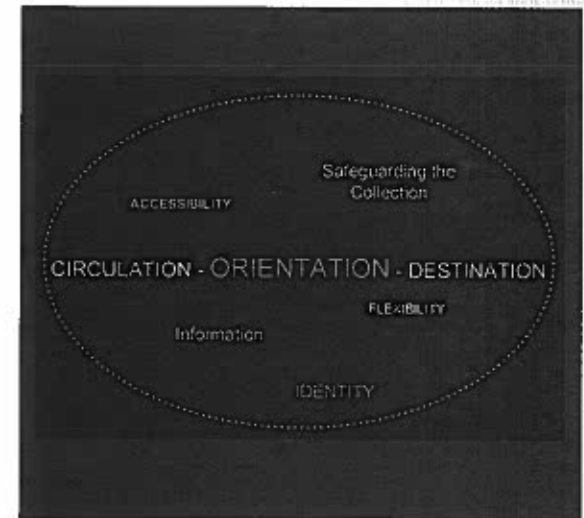 Safeguarding the
Collection
ACCESSIBILITY
CIRCULATION - ORIENTATION - DESTINATION
FLEXIBILITY
Information
IDENTITY